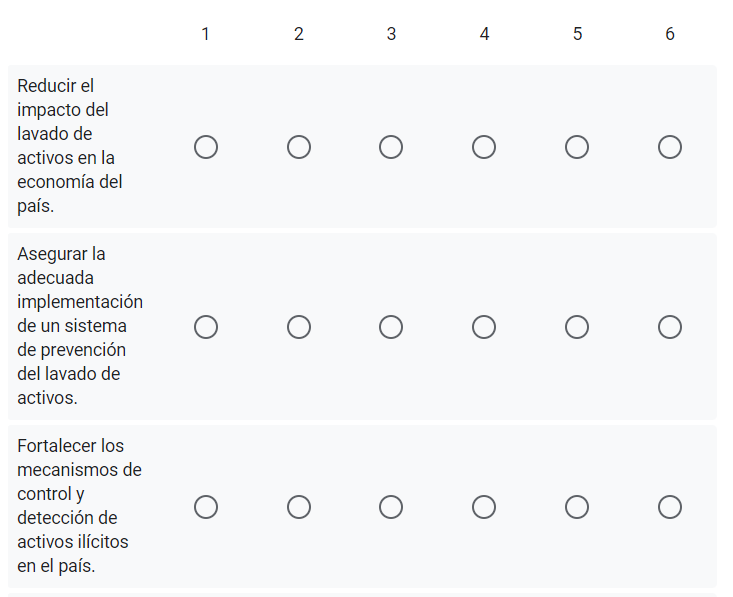 1 2 3 4 5 6
Reducir el
impacto del
lavado de
activos en la
economía del
país.
Asegurar la
adecuada
implementación
de un sistema
de prevención
del lavado de
activos.
Fortalecer los
mecanismos de
control y
detección de
activos ilícitos
en el país.